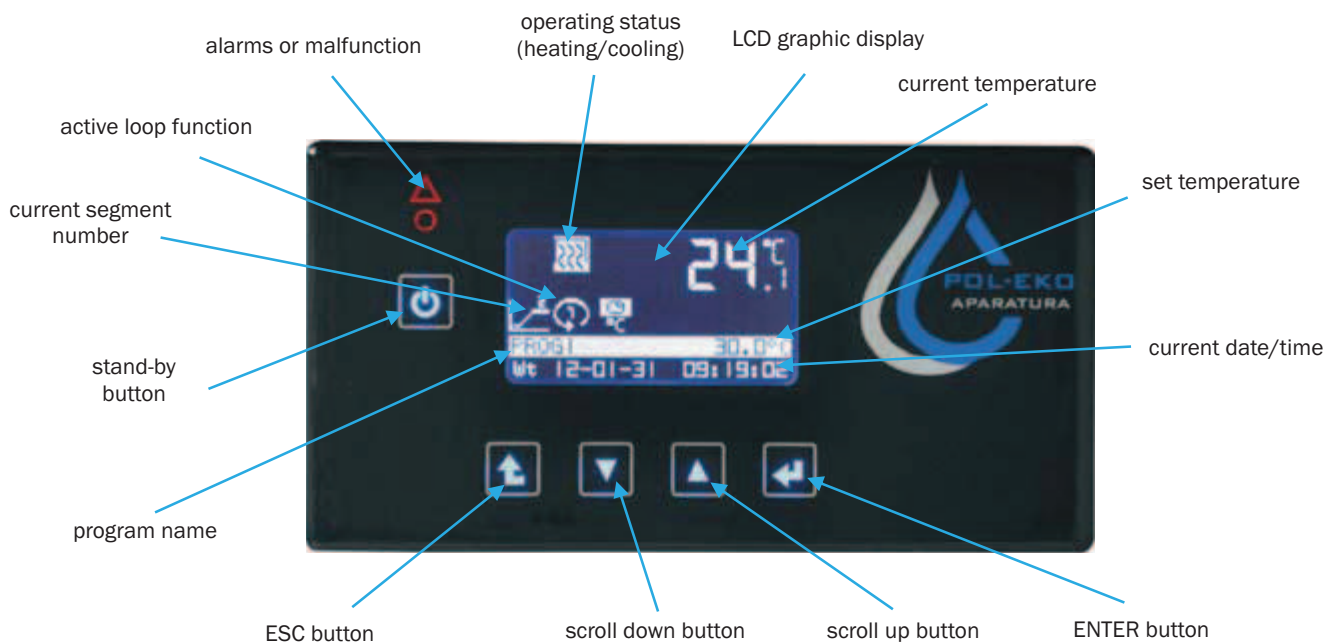 operating status
(heating/cooling)
LCD graphic display
alarms or malfunction
current temperature
active loop function
set temperature
current segment
number
24.1 °C
POL-EKO
APARATURA
°C
PROG1 30.0°C
Wt 12-01-31 09:19:02
current date/time
stand-by
button
program name
ESC button
scroll down button
scroll up button
ENTER button